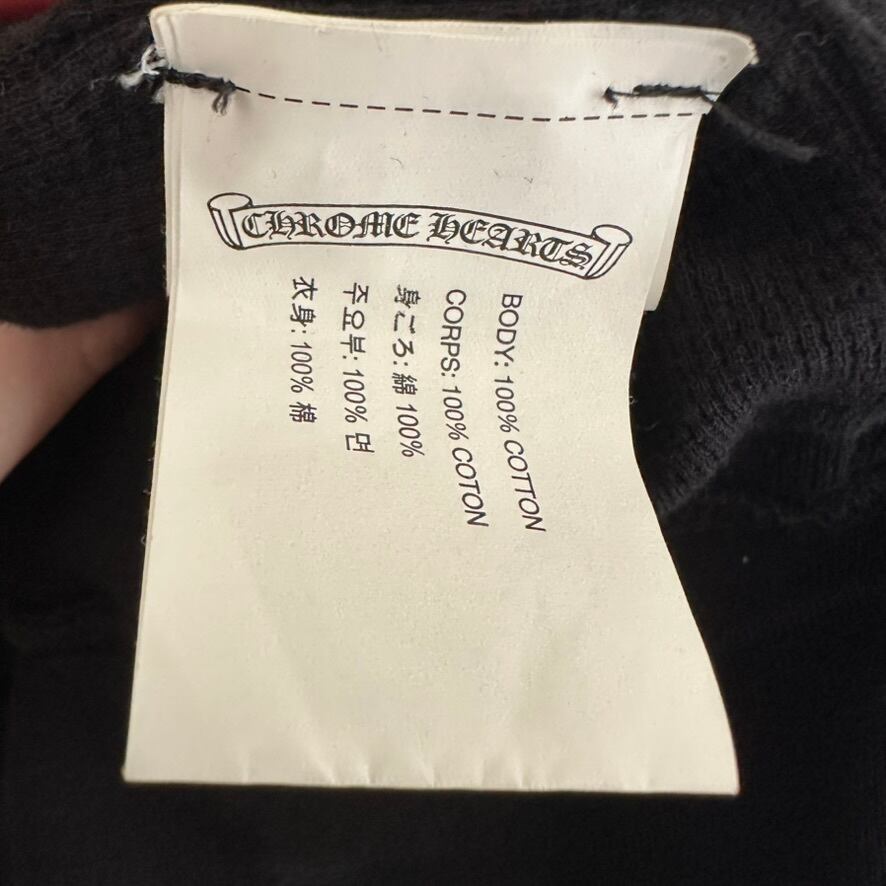 CHROME HEARTS
BODY: 100% COTTON
CORPS: 100% COTON
身ごろ: 綿 100%
주요부: 100% 면
衣身: 100% 棉